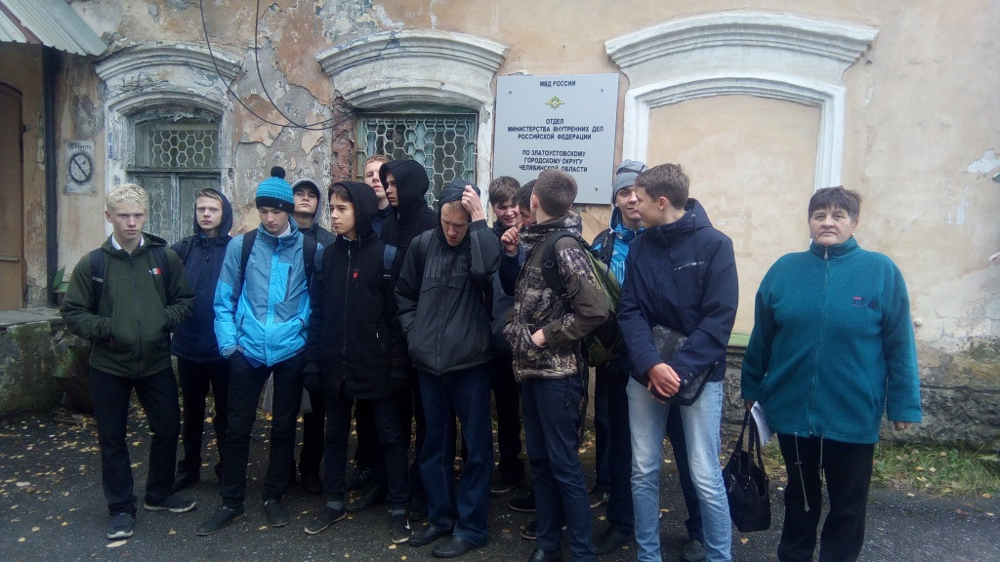 МВД РОССИИ
ОТДЕЛ
МИНИСТЕРСТВА ВНУТРЕННИХ ДЕЛ
РОССИЙСКОЙ ФЕДЕРАЦИИ
ПО ЗЛАТОУСТОВСКОМУ
ГОРОДСКОМУ ОКРУГУ
ЧЕЛЯБИНСКОЙ ОБЛАСТИ